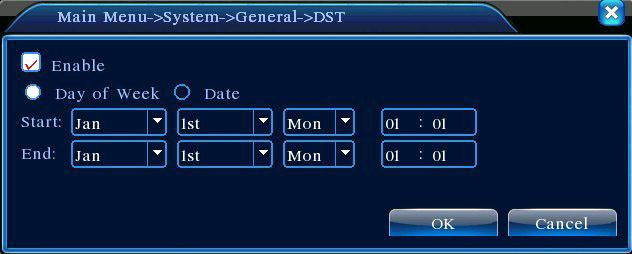 Main Menu->System->General->DST
Enable
Day of Week Date
Start: Jan 1st Mon 01 : 01
End: Jan 1st Mon 01 : 01
OK Cancel